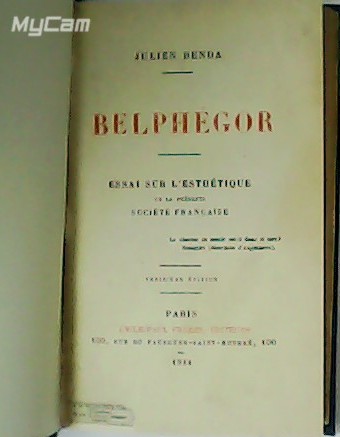 MyCam
JULIEN BENDA
BELPHÉGOR
ESSAI SUR L'ESTHÉTIQUE
DE LA PRÉSENTE
SOCIÉTÉ FRANÇAISE
PARIS
ÉMILE-PAUL FRÈRES, ÉDITEURS
100, RUE DU FAUBOURG-SAINT-HONORÉ, 100